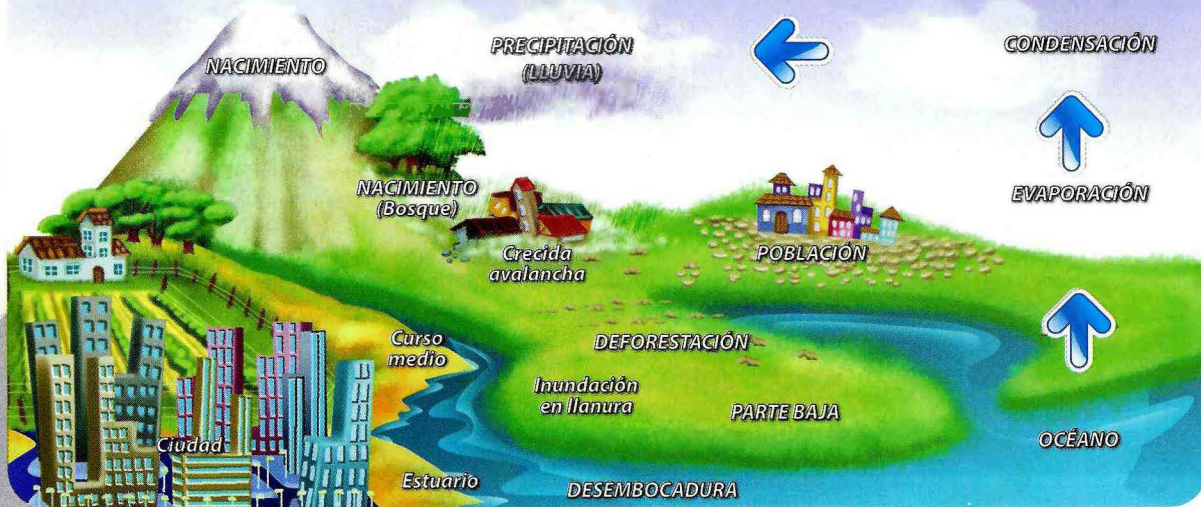 NACIMIENTO
PRECIPITACIÓN
(LLUVIA)
CONDENSACIÓN
NACIMIENTO
(Bosque)
EVAPORACIÓN
Crecida
avalancha
POBLACIÓN
Curso
medio
DEFORESTACIÓN
Inundación
en llanura
PARTE BAJA
OCÉANO
Ciudad
Estuario
DESEMBOCADURA